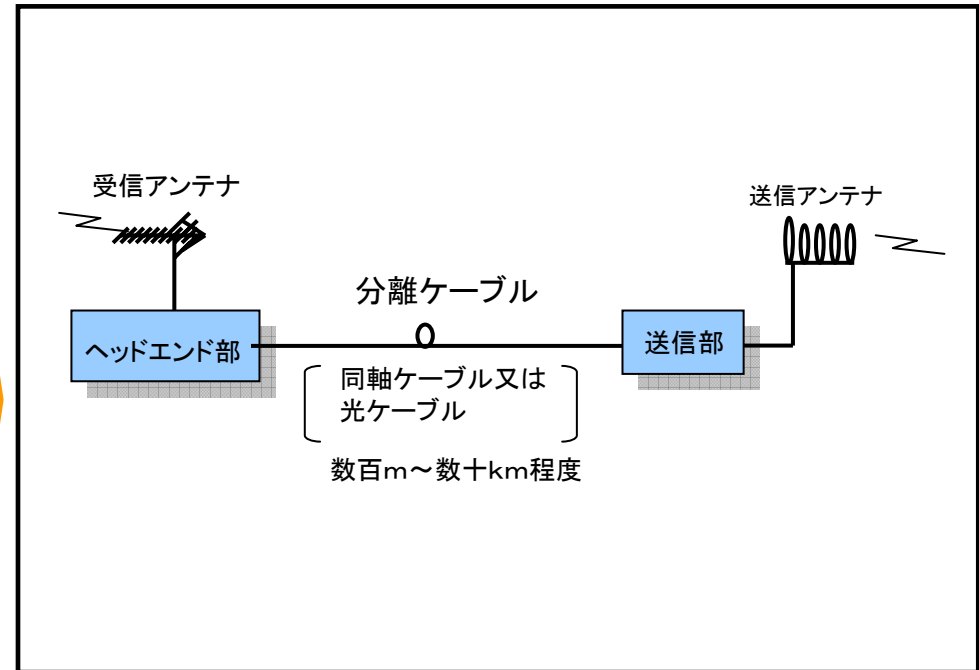 受信アンテナ
送信アンテナ
分離ケーブル
ヘッドエンド部
送信部
同軸ケーブル又は
光ケーブル
数百m～数十km程度